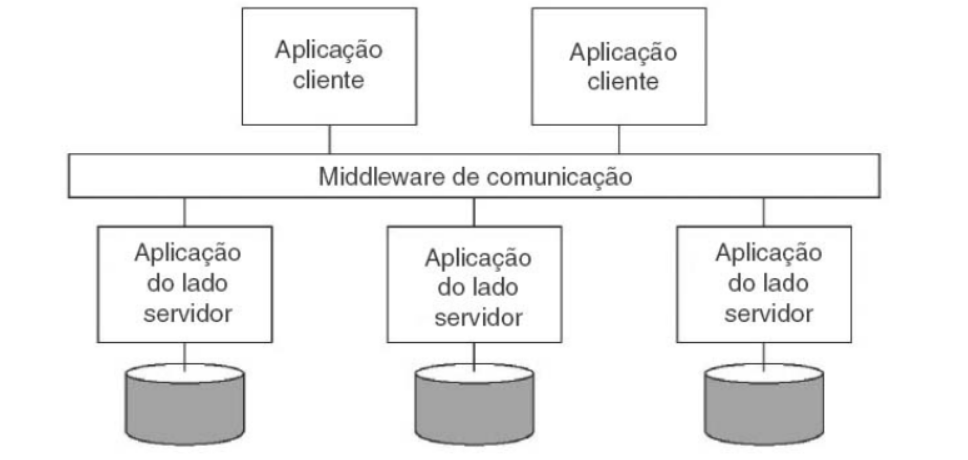 Aplicação
cliente
Aplicação
cliente
Middleware de comunicação
Aplicação
do lado
servidor
Aplicação
do lado
servidor
Aplicação
do lado
servidor